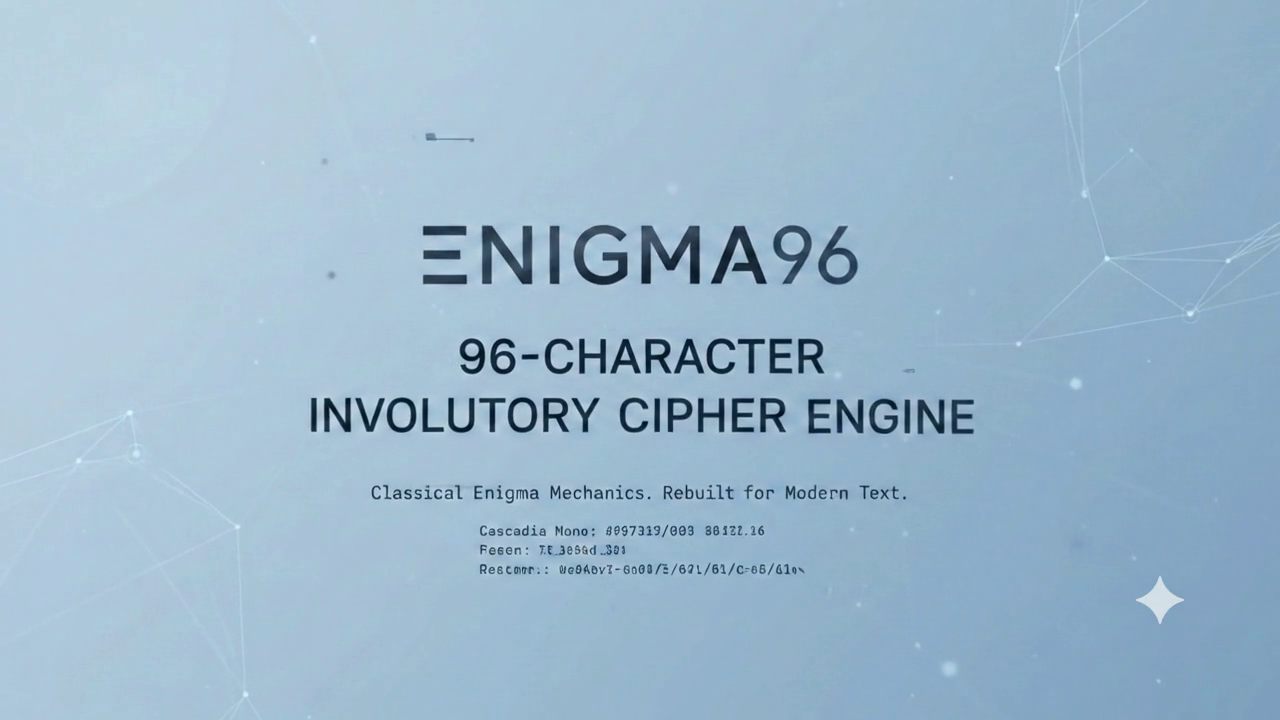 ENIGMA96
96-CHARACTER
INVOLUTORY CIPHER ENGINE
Classical Enigma Mechanics. Rebuilt for Modern Text.
Cascadia Mono: